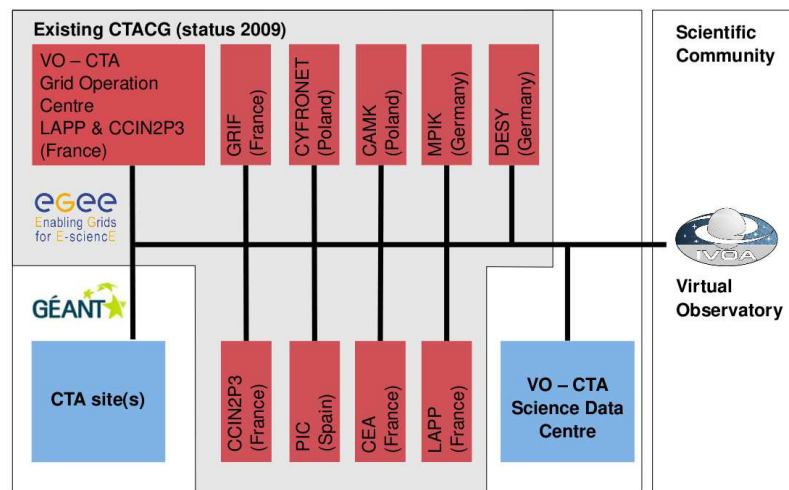 Existing CTACG (status 2009)
VO – CTA
Grid Operation
Centre
LAPP & CCIN2P3
(France)
GRIF
(France)
CYFRONET
(Poland)
CAMK
(Poland)
MPIK
(Germany)
DESY
(Germany)
Scientific
Community
eGee
Enabling Grids
for E-sciencE
IVOA
Virtual
Observatory
GÉANT
CTA site(s)
CCIN2P3
(France)
PIC
(Spain)
CEA
(France)
LAPP
(France)
VO – CTA
Science Data
Centre